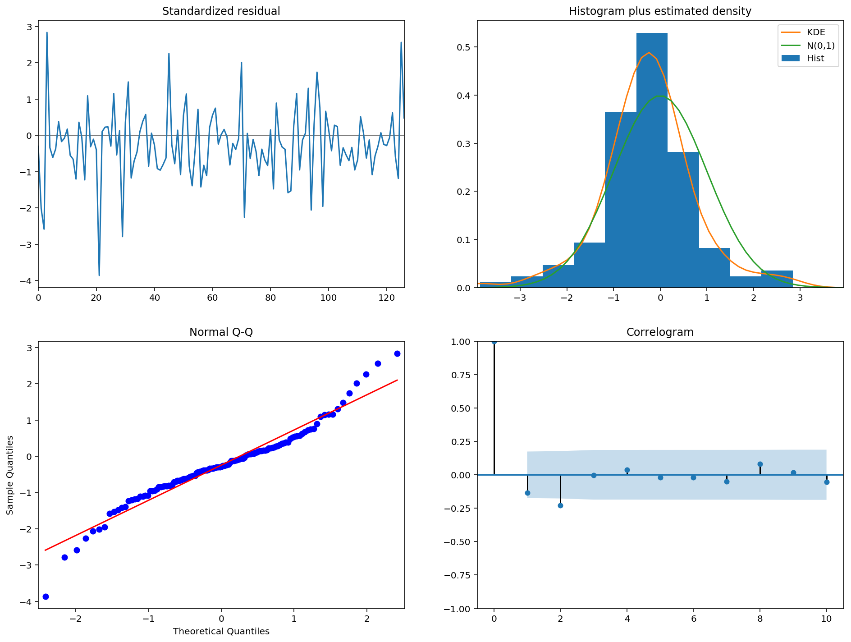 Standardized residual
3
2
1
0
−1
−2
−3
−4
0 20 40 60 80 100 120
Histogram plus estimated density
KDE
N(0,1)
Hist
0.5
0.4
0.3
0.2
0.1
0.0
−3 −2 −1 0 1 2 3
Normal Q-Q
Sample Quantiles
3
2
1
0
−1
−2
−3
−4
−2 −1 0 1 2
Theoretical Quantiles
Correlogram
1.00
0.75
0.50
0.25
0.00
−0.25
−0.50
−0.75
−1.00
0 2 4 6 8 10